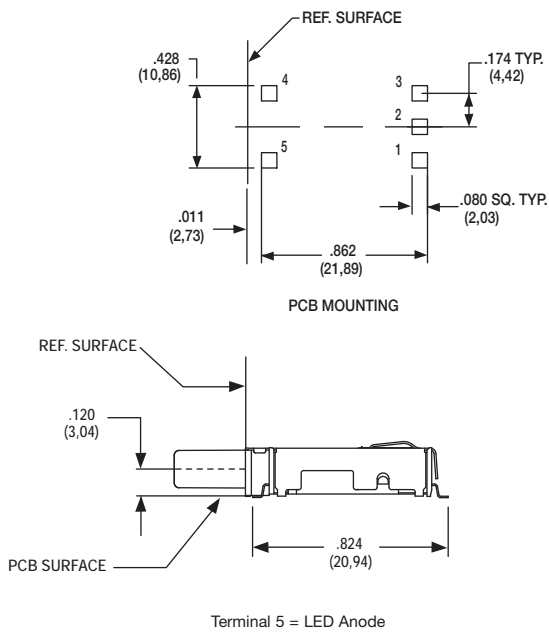 REF. SURFACE
.428
(10,86)
.174 TYP.
(4,42)
4
3
2
5
1
.080 SQ. TYP.
(2,03)
.011
(2,73)
.862
(21,89)
PCB MOUNTING
REF. SURFACE
.120
(3,04)
.824
(20,94)
PCB SURFACE
Terminal 5 = LED Anode